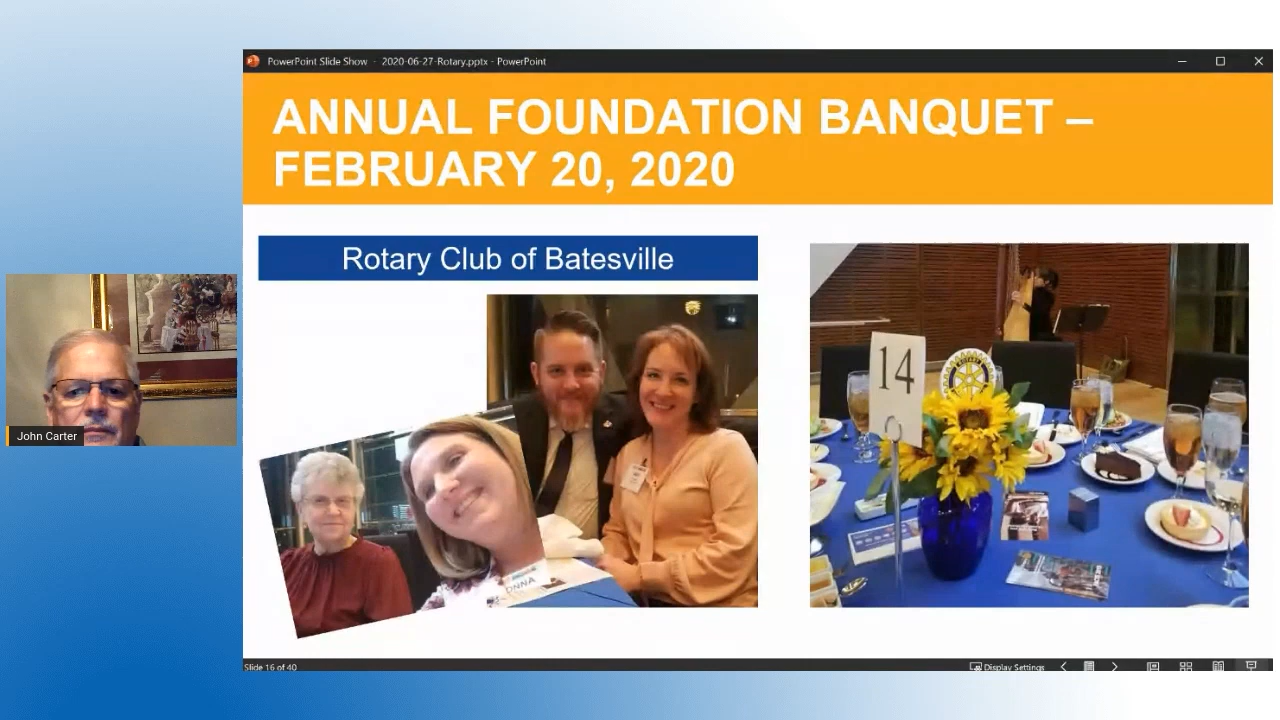 PowerPoint Slide Show - 2020-06-27-Rotary.pptx - PowerPoint
ANNUAL FOUNDATION BANQUET –
FEBRUARY 20, 2020
Rotary Club of Batesville
14
ROTARY
John Carter
Slide 16 of 40
Display Settings